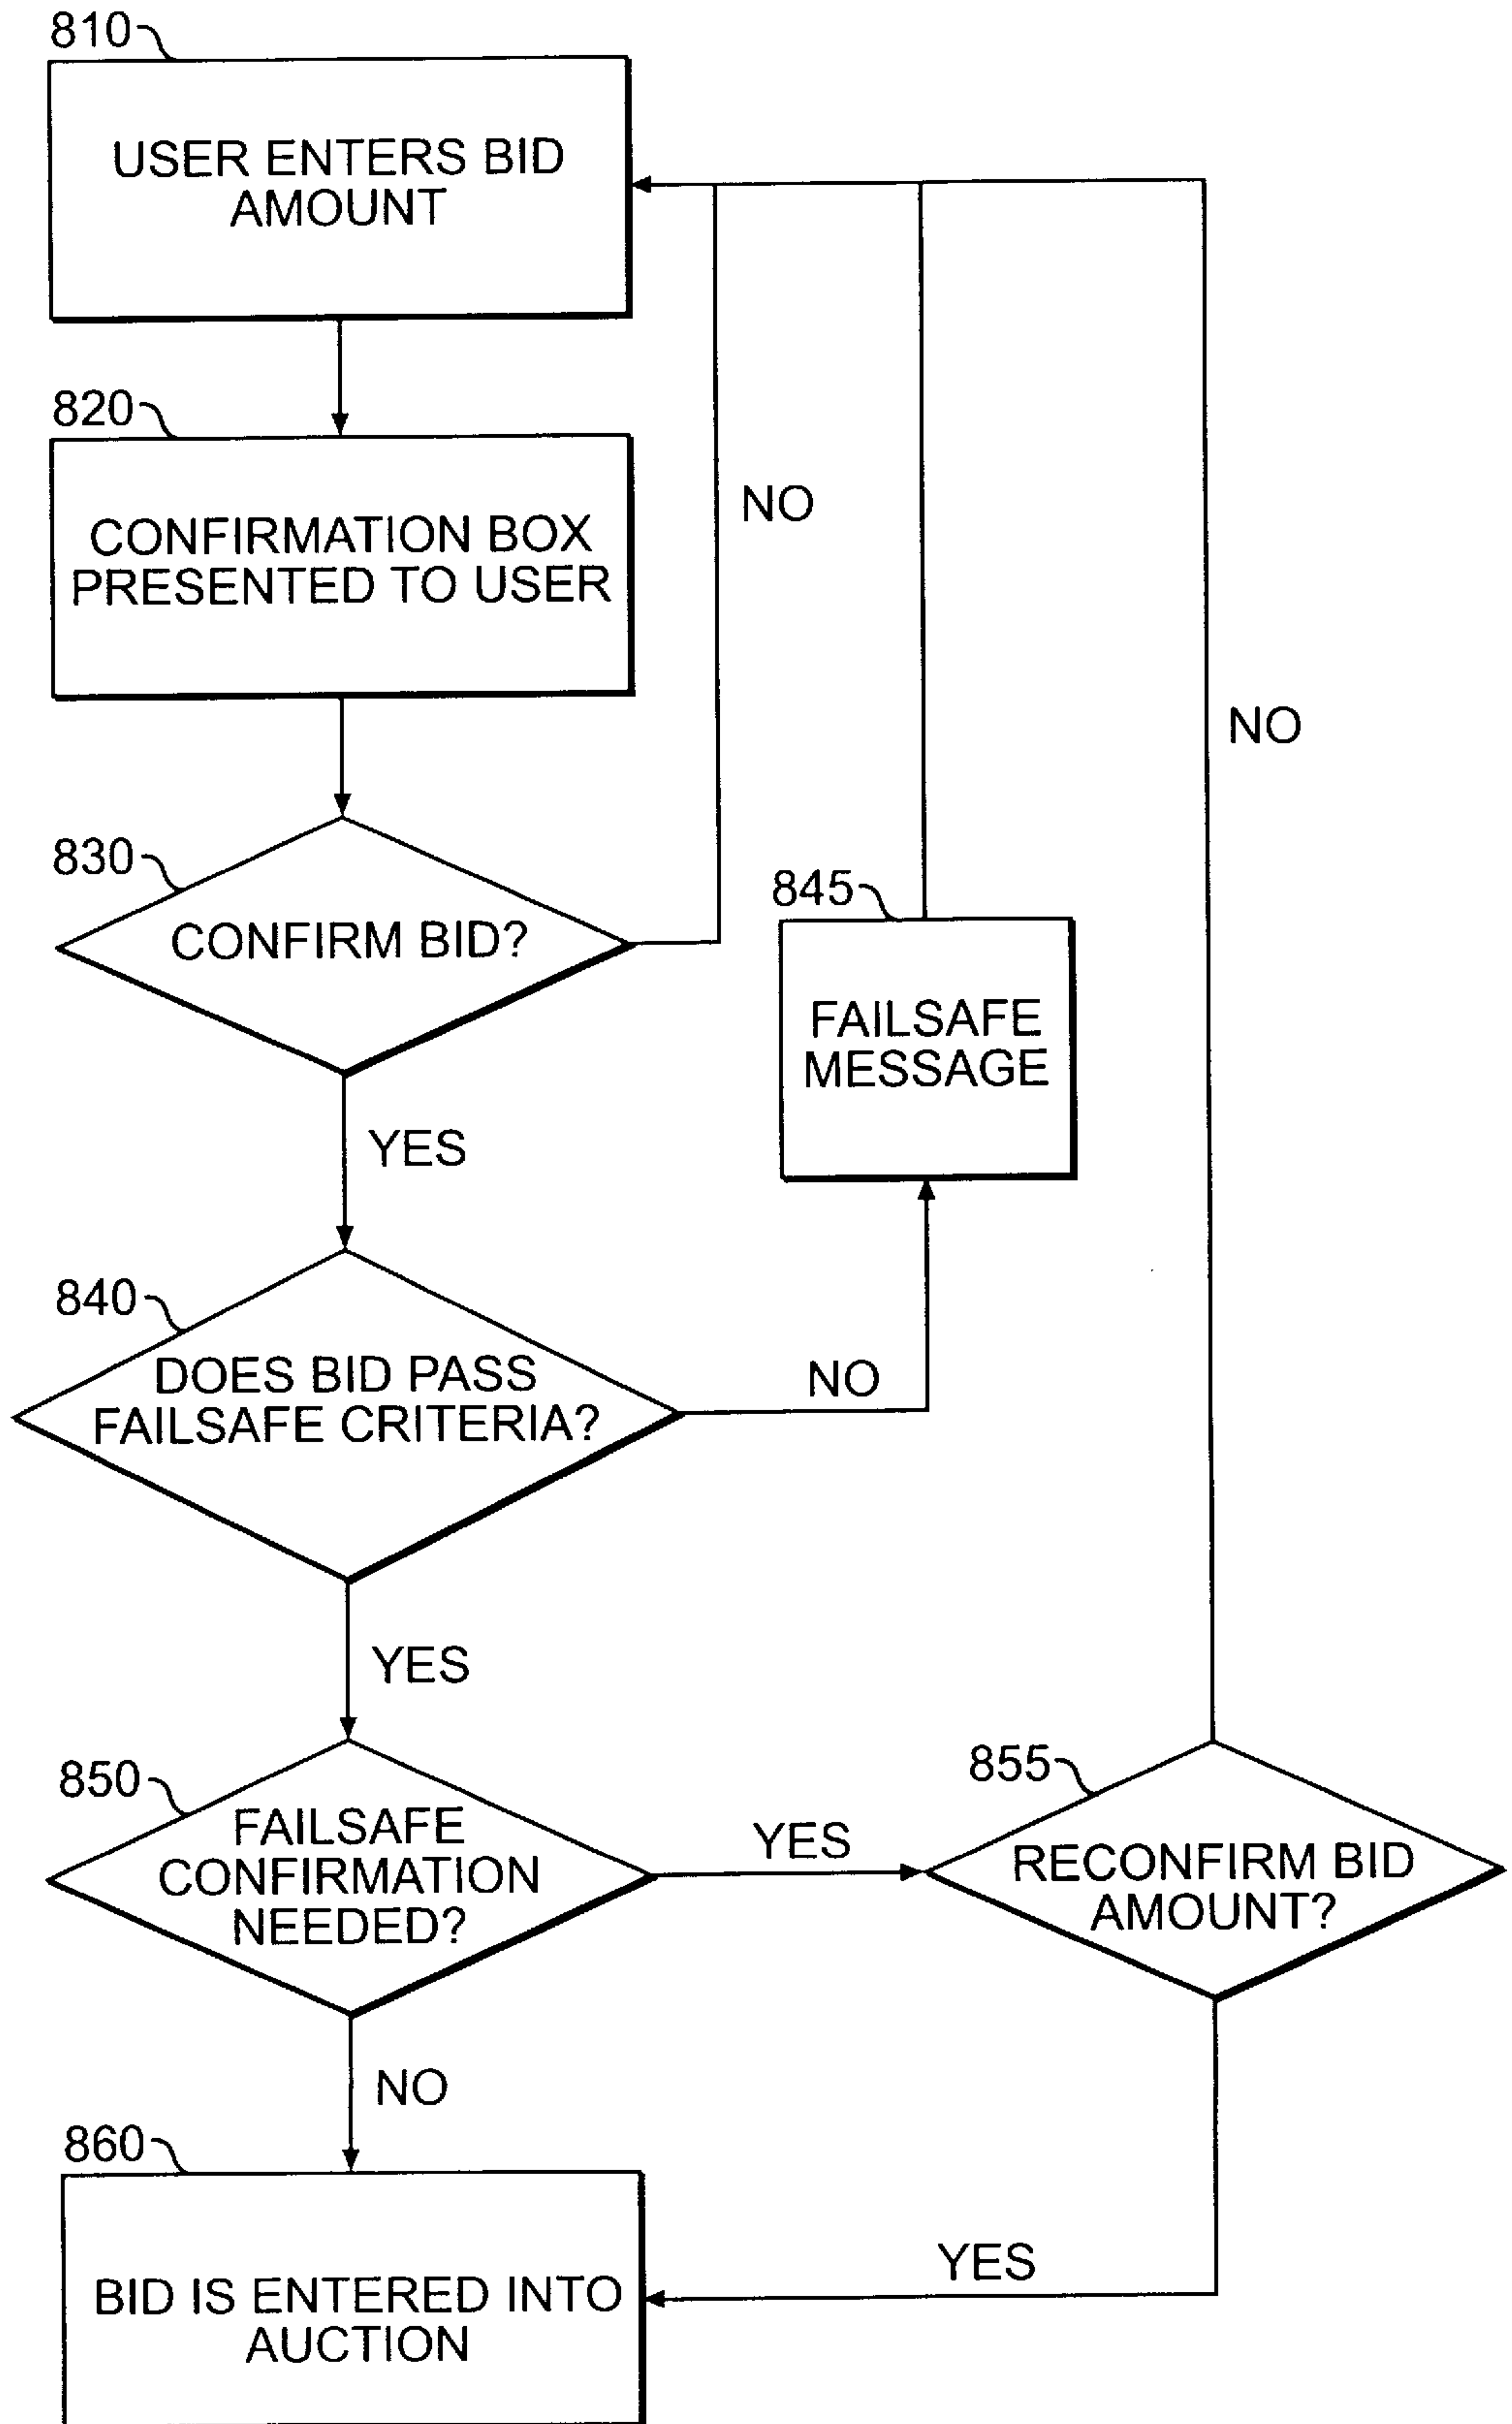 810
USER ENTERS BID
AMOUNT
820
CONFIRMATION BOX
PRESENTED TO USER
NO
NO
830
CONFIRM BID?
845
FAILSAFE
MESSAGE
YES
840
DOES BID PASS
FAILSAFE CRITERIA?
NO
YES
850
FAILSAFE
CONFIRMATION
NEEDED?
YES
855
RECONFIRM BID
AMOUNT?
NO
860
BID IS ENTERED INTO
AUCTION
YES